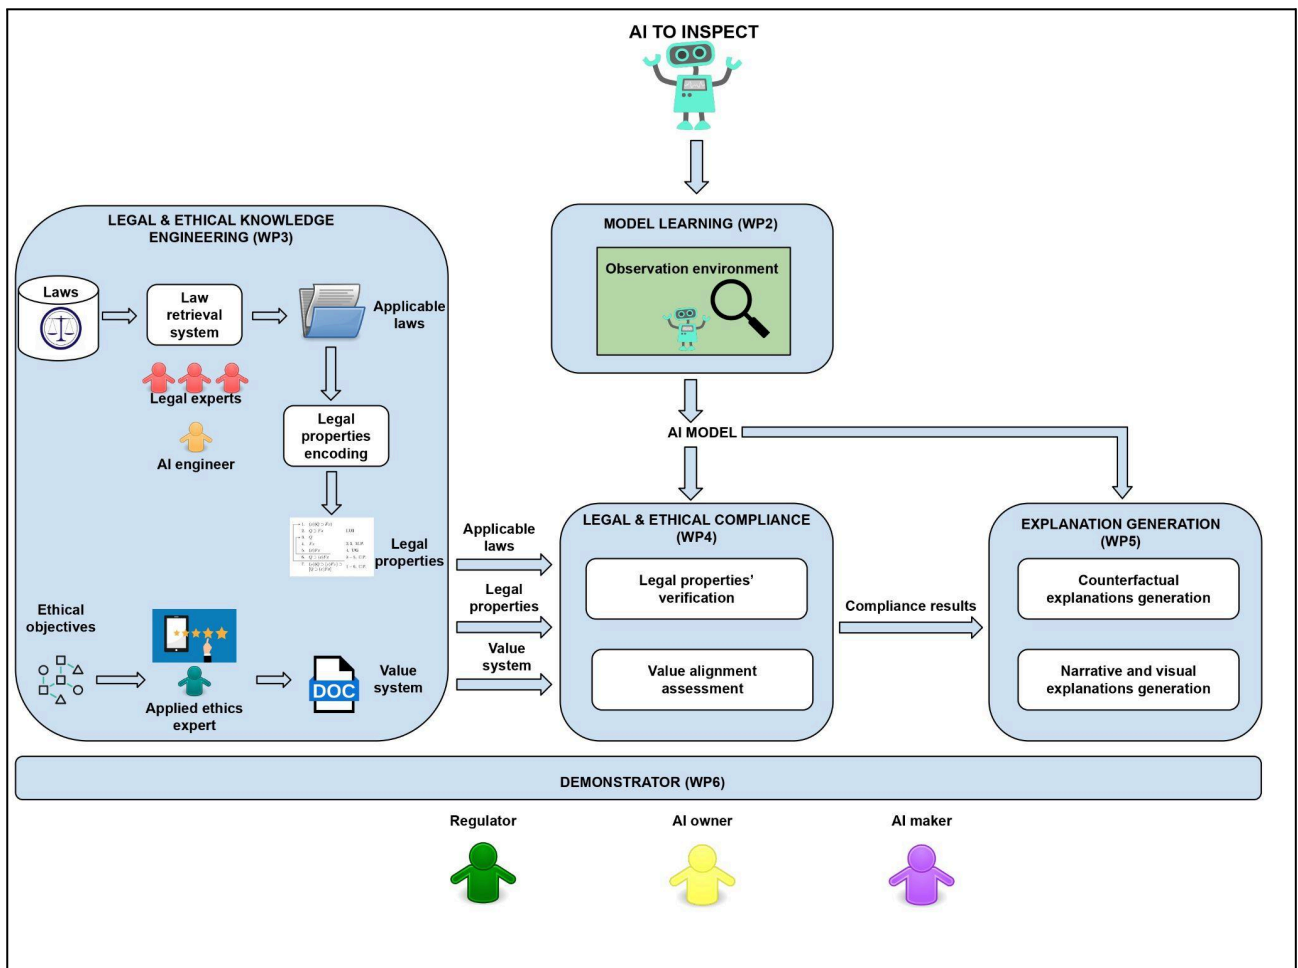 AI TO INSPECT
LEGAL & ETHICAL KNOWLEDGE
ENGINEERING (WP3)
Laws
Law
retrieval
system
Applicable
laws
Legal experts
AI engineer
Legal
properties
encoding
Legal
properties
Ethical
objectives
Applied ethics
expert
DOC
Value
system
MODEL LEARNING (WP2)
Observation environment
AI MODEL
Applicable
laws
Legal
properties
Value
system
LEGAL & ETHICAL COMPLIANCE
(WP4)
Legal properties’
verification
Value alignment
assessment
Compliance results
EXPLANATION GENERATION
(WP5)
Counterfactual
explanations generation
Narrative and visual
explanations generation
DEMONSTRATOR (WP6)
Regulator
AI owner
AI maker